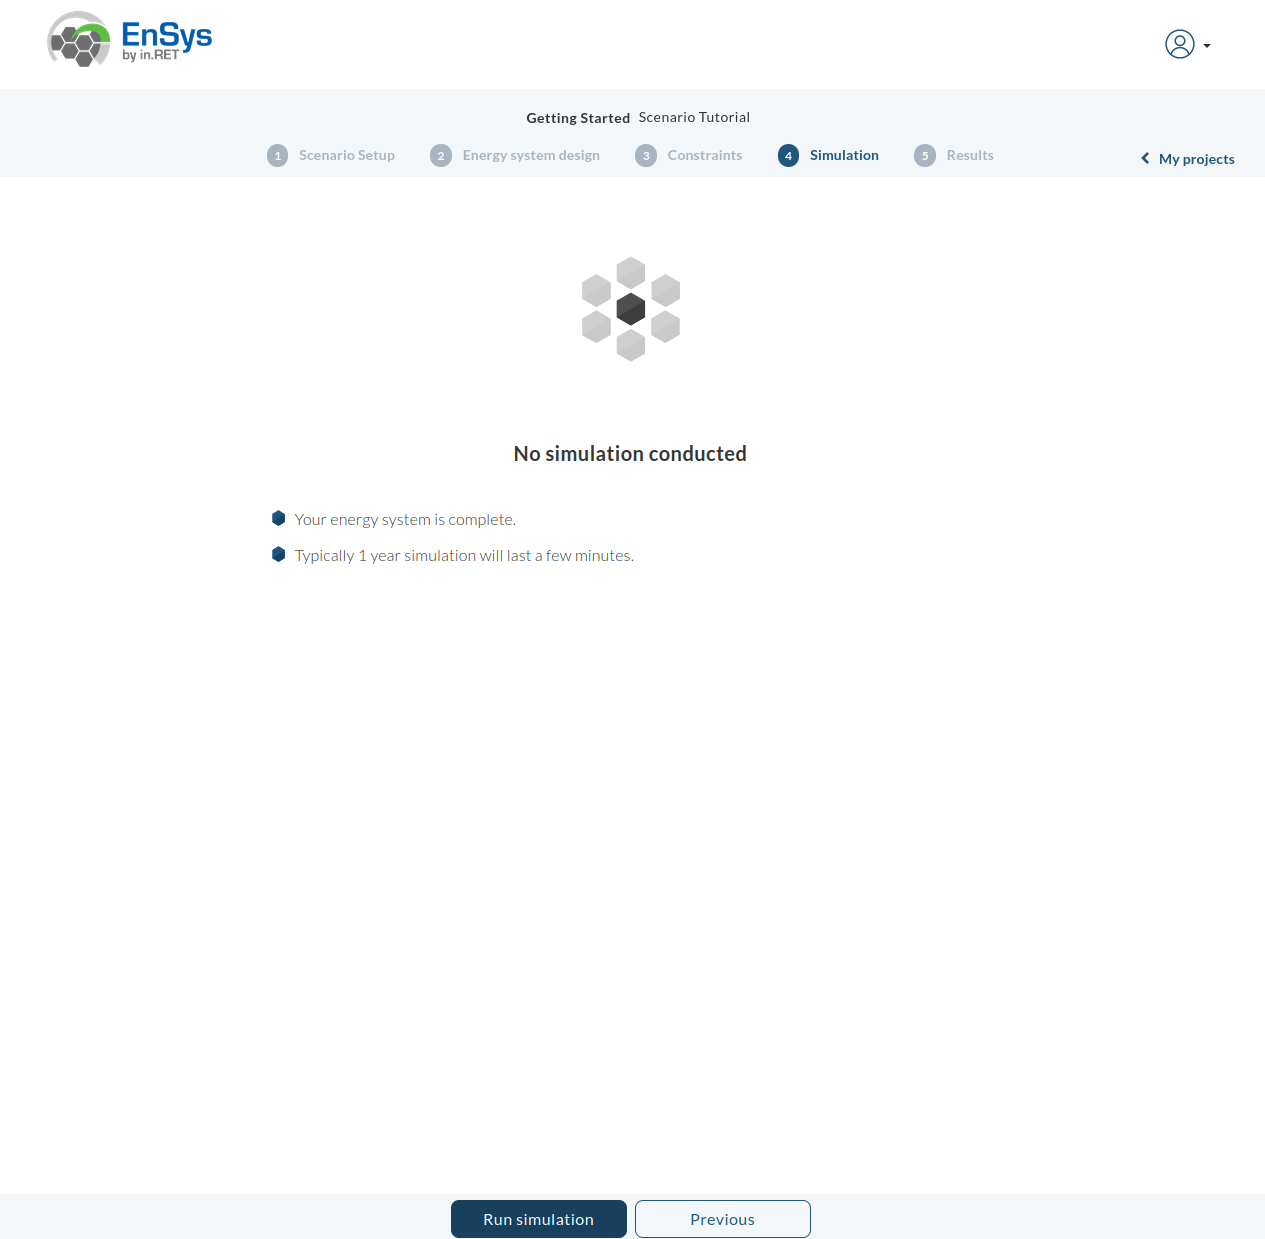 EnSys
by in.RET
Getting Started Scenario Tutorial
1 Scenario Setup 2 Energy system design 3 Constraints 4 Simulation 5 Results
My projects
No simulation conducted
Your energy system is complete.
Typically 1 year simulation will last a few minutes.
Run simulation Previous